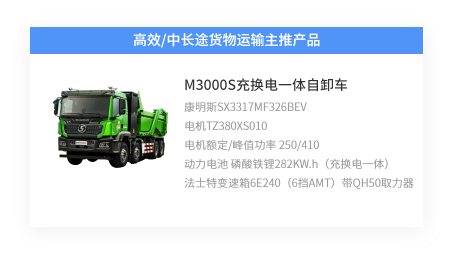 高效/中长途货物运输主推产品
M3000S充换电一体自卸车
康明斯SX3317MF326BEV
电机TZ380XS010
电机额定/峰值功率 250/410
动力电池 磷酸铁锂282KW.h（充换电一体）
法士特变速箱6E240（6挡AMT）带QH50取力器